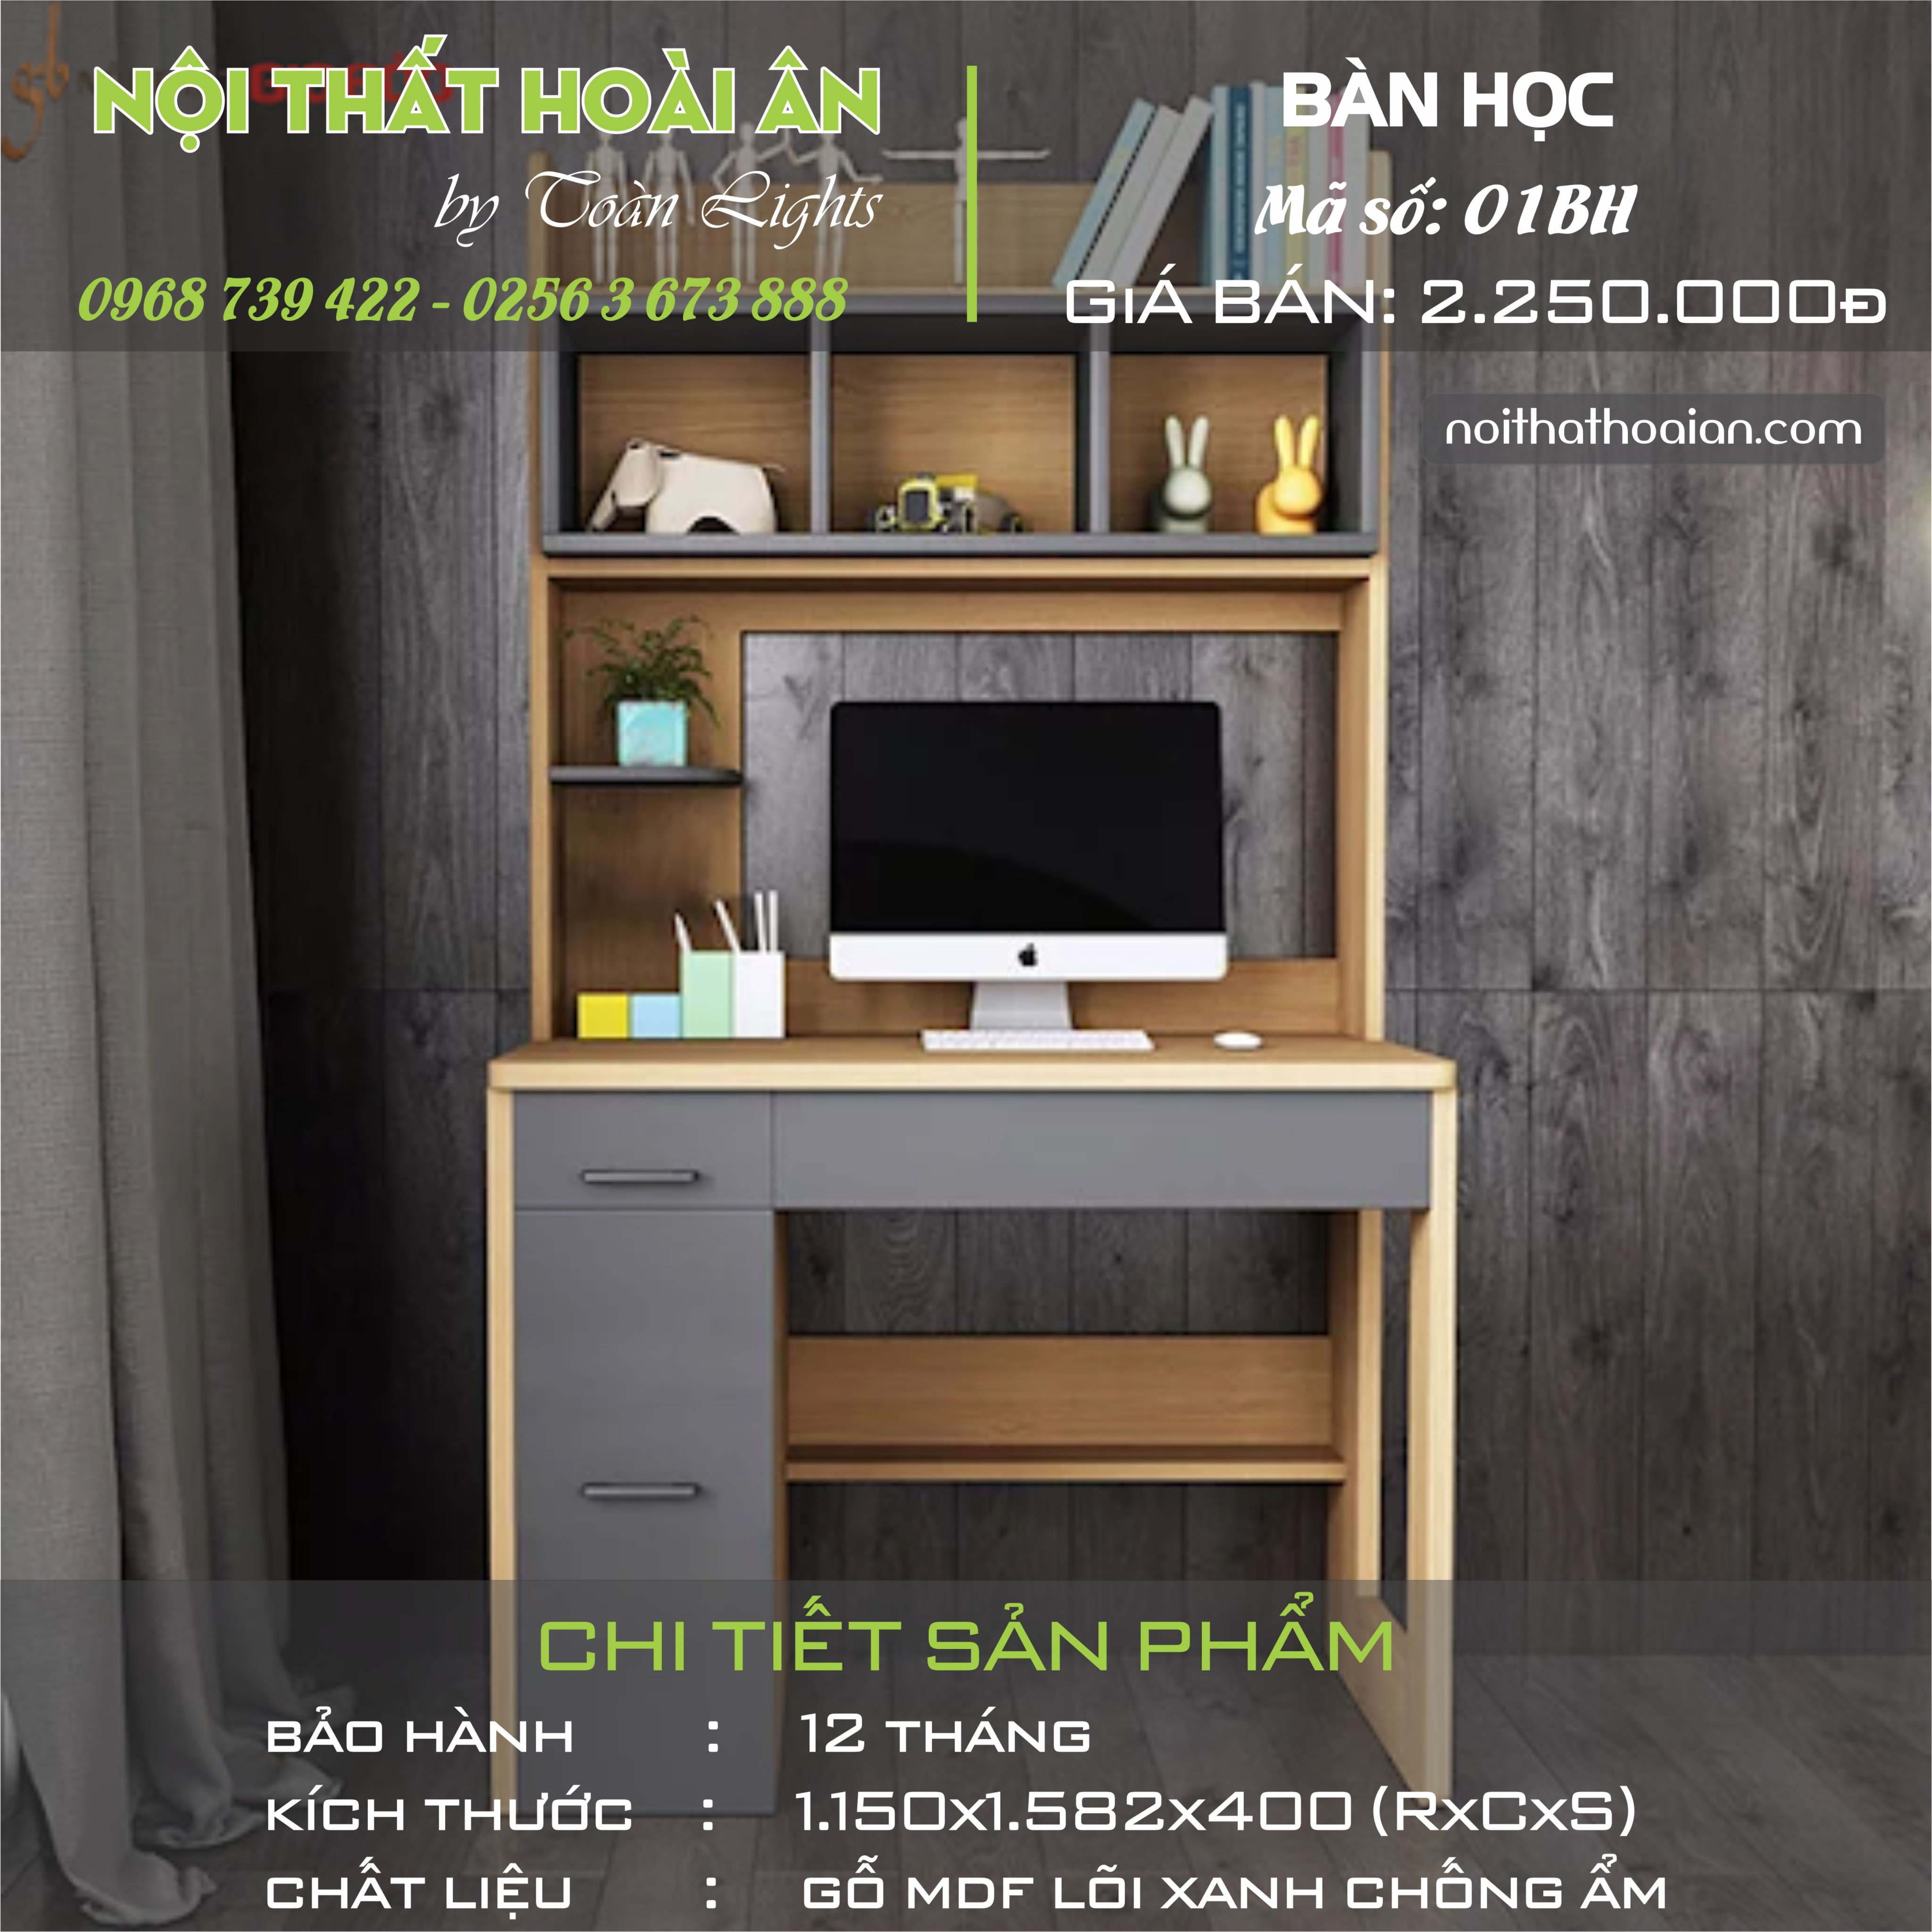 NỘI THẤT HOÀI ÂN
by Toàn Lights
0968 739 422 - 0256 3 673 888
BÀN HỌC
Mã số: 01BH
GIÁ BÁN: 2.250.000Đ
noithathoaian.com
CHI TIẾT SẢN PHẨM
BẢO HÀNH : 12 THÁNG
KÍCH THƯỚC : 1.150x1.582x400 (RxCxS)
CHẤT LIỆU : GỖ MDF LÕI XANH CHỐNG ẨM